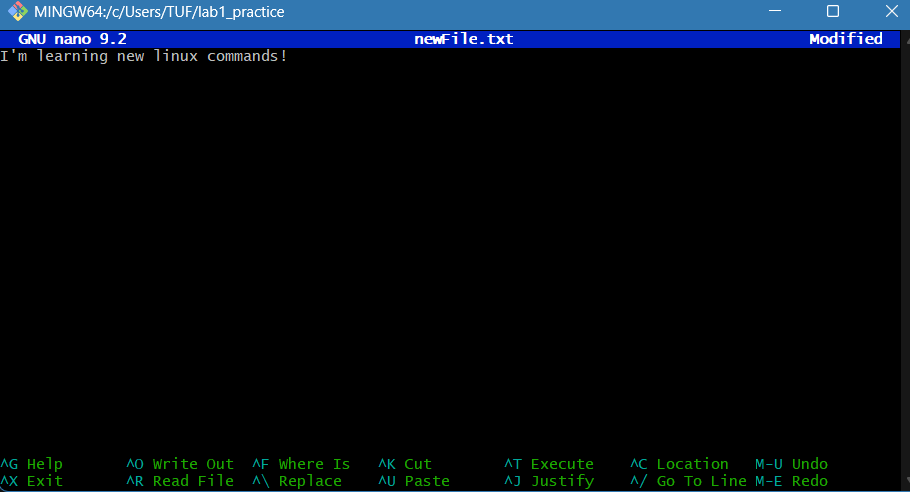 MINGW64:/c/Users/TUF/lab1_practice
GNU nano 9.2 newFile.txt Modified
I'm learning new linux commands!
^G Help ^O Write Out ^F Where Is ^K Cut ^T Execute ^C Location M-U Undo
^X Exit ^R Read File ^\ Replace ^U Paste ^J Justify ^/ Go To Line M-E Redo